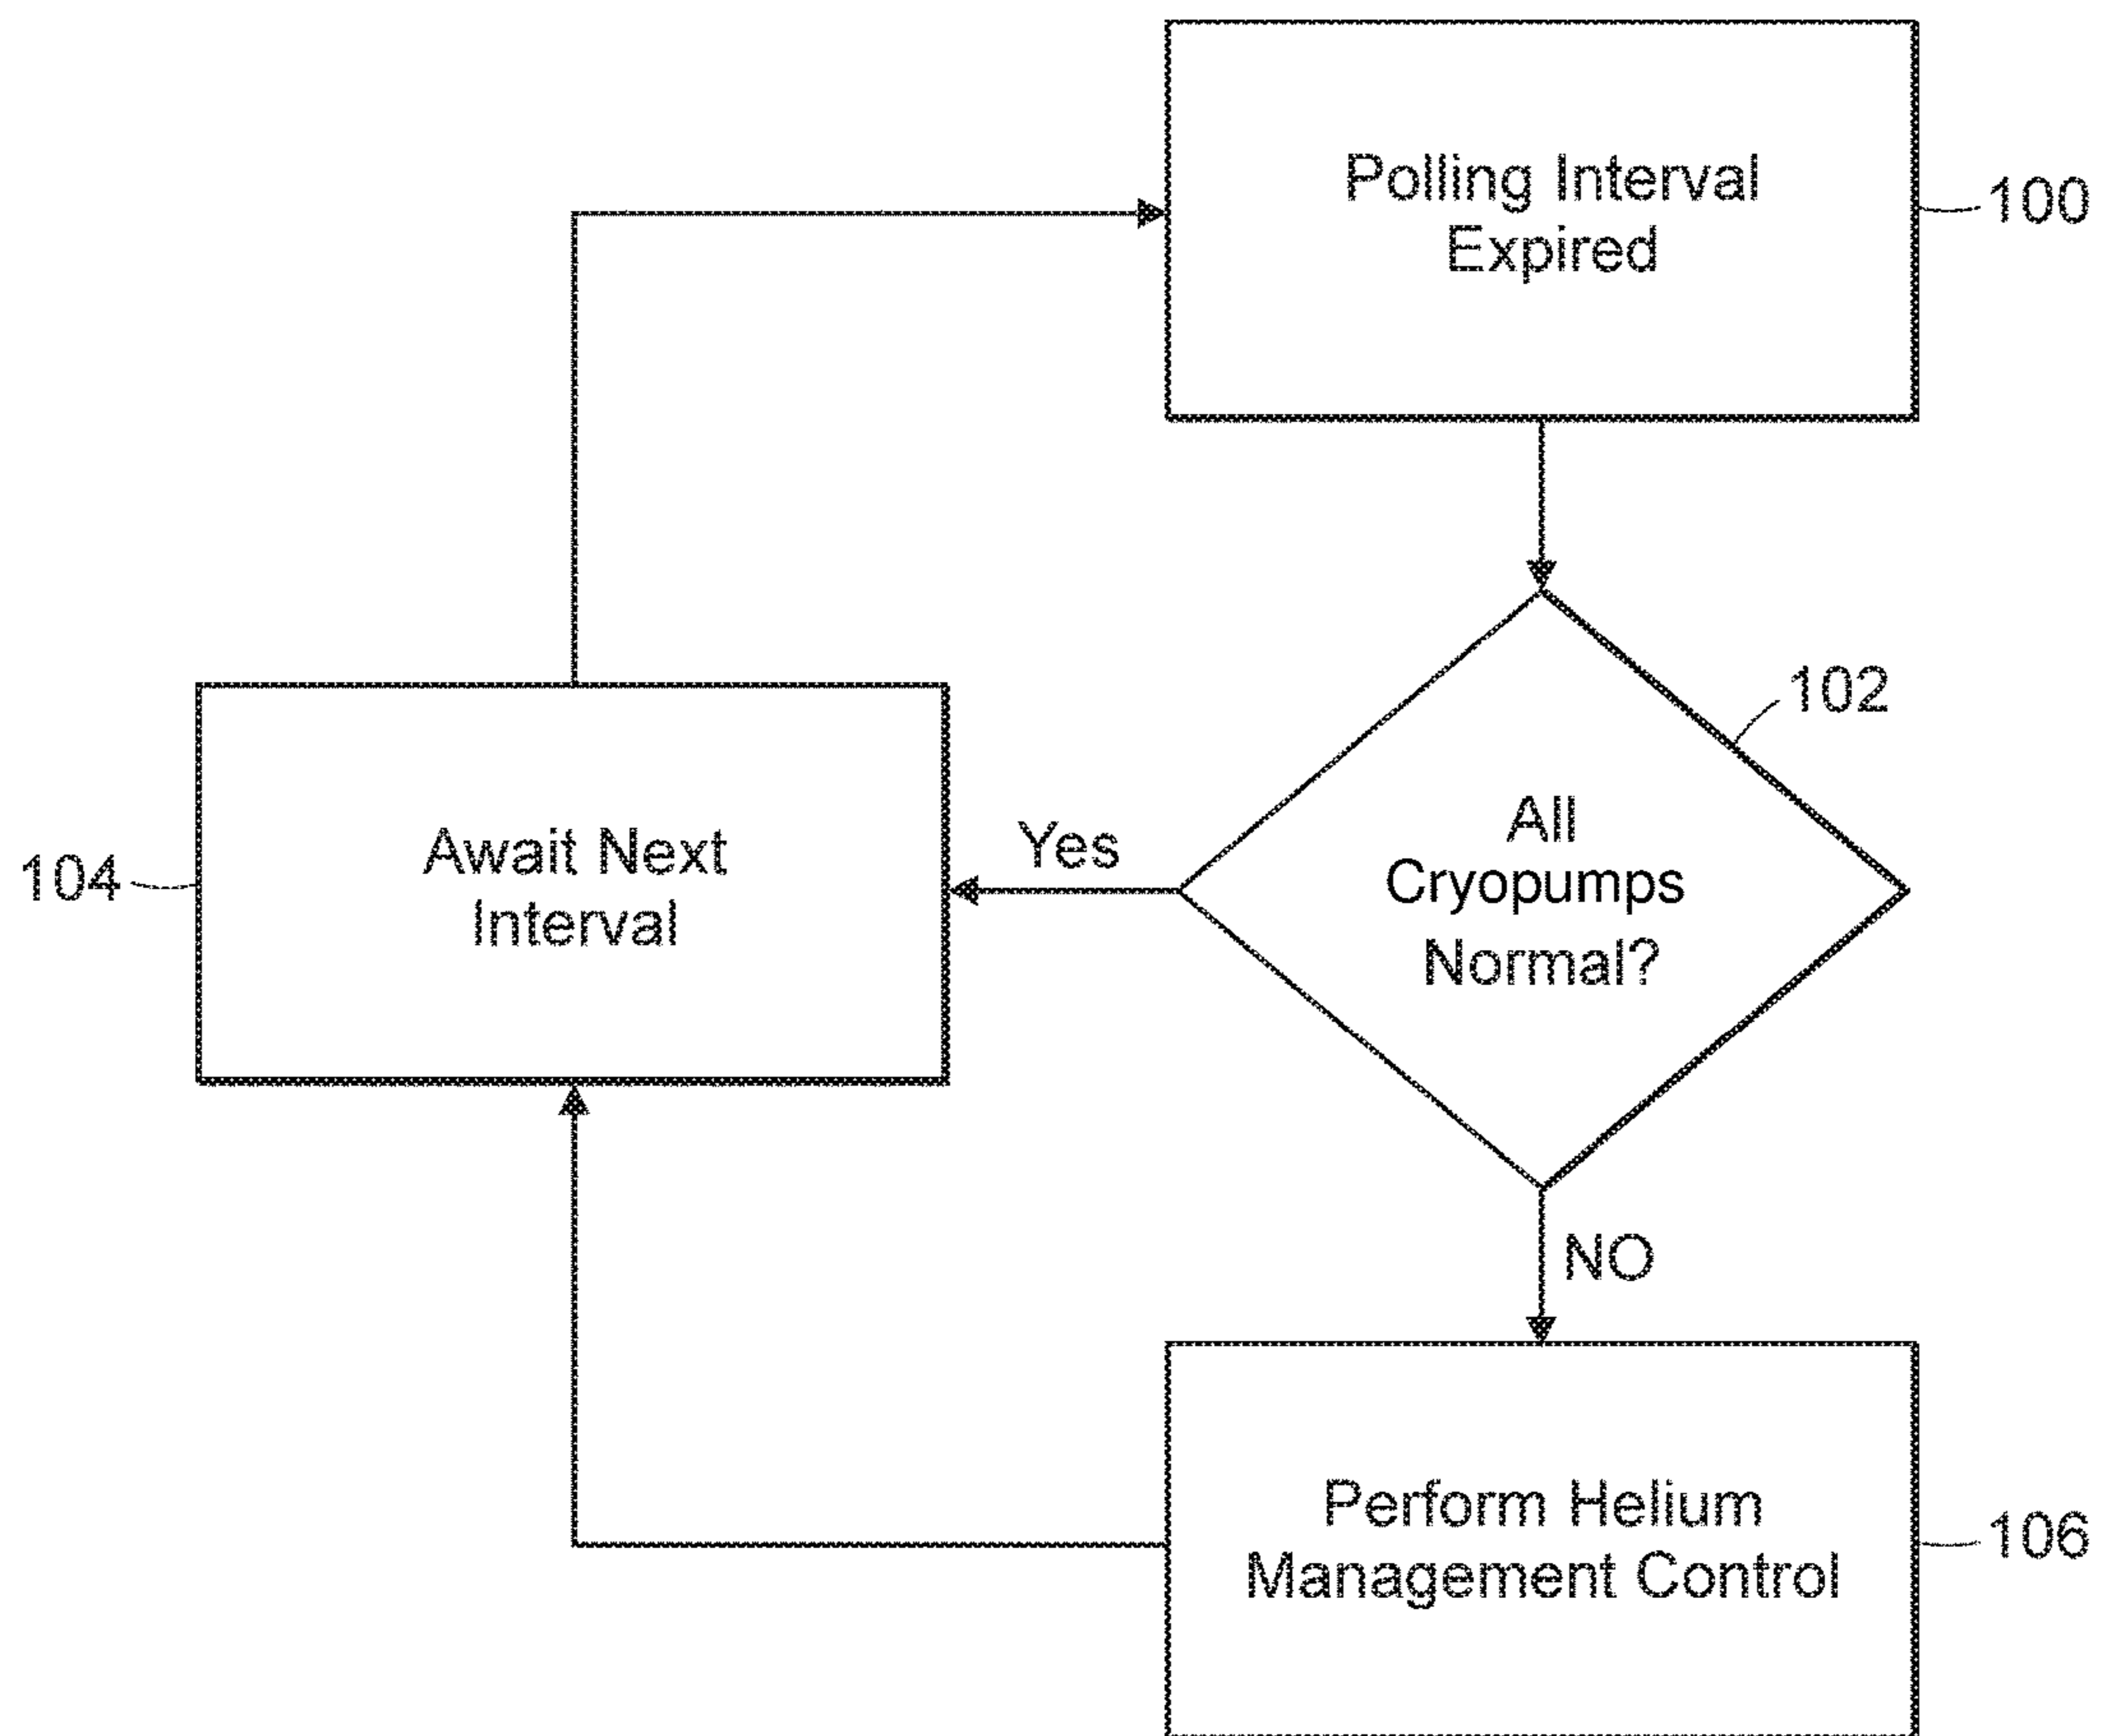 Polling Interval
Expired
100
102
All
Cryopumps
Normal?
Yes
Await Next
Interval
104
NO
Perform Helium
Management Control
106